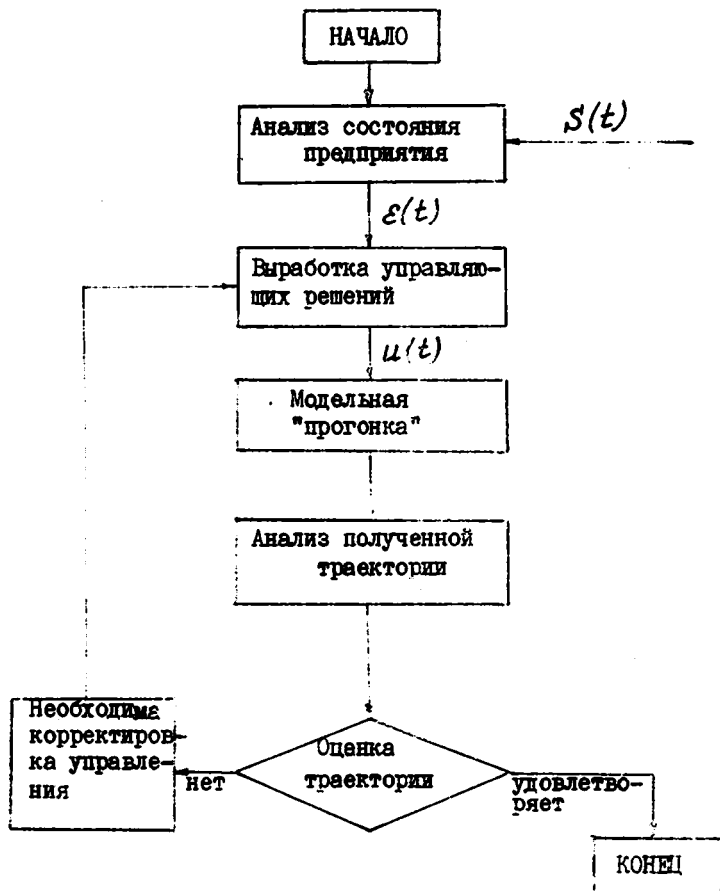 НАЧАЛО
Анализ состояния
предприятия
S(t)
ε(t)
Выработка управляю-
щих решений
u(t)
Модельная
"прогонка"
Анализ полученной
траектории
Необходима
корректиров-
ка управле-
ния
нет
Оценка
траектории
удовлетво-
ряет
КОНЕЦ